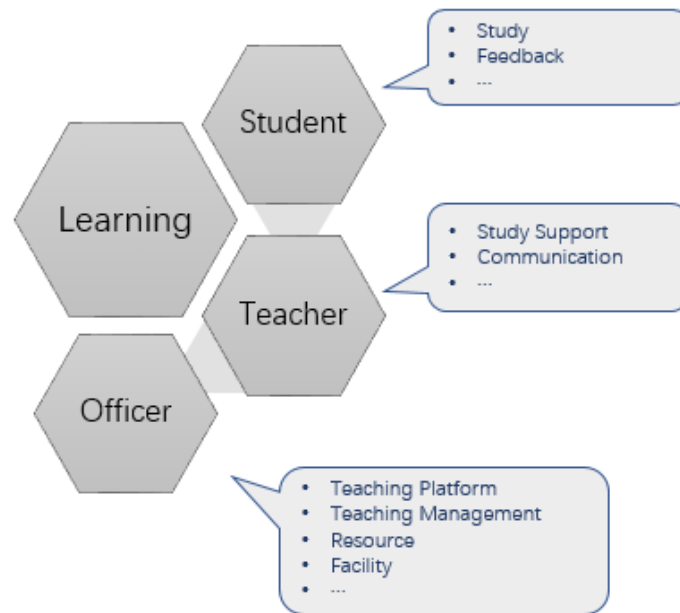 • Study
• Feedback
• ...
Student
Learning
• Study Support
• Communication
• ...
Teacher
Officer
• Teaching Platform
• Teaching Management
• Resource
• Facility
• ...